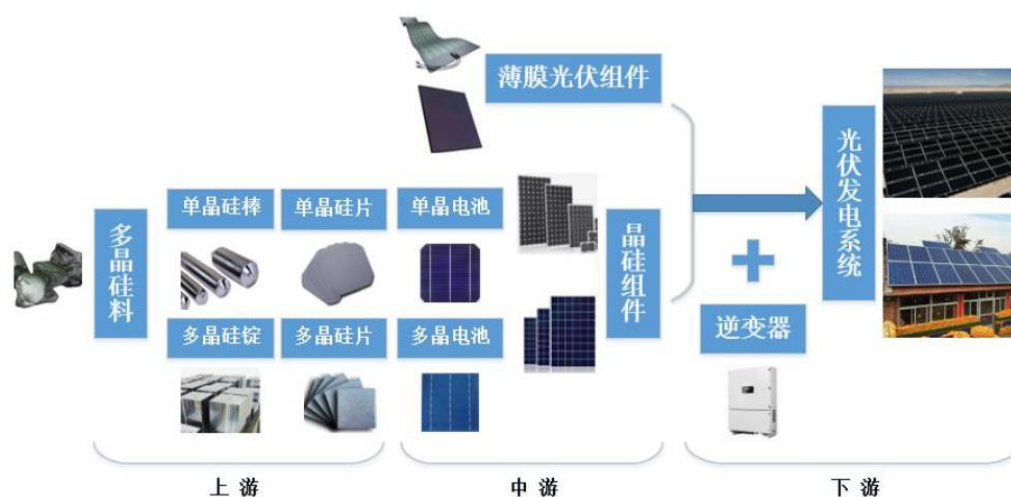 薄膜光伏组件
光伏发电系统
多晶硅料
单晶硅棒
单晶硅片
单晶电池
晶硅组件
多晶硅锭
多晶硅片
多晶电池
逆变器
上 游
中 游
下 游